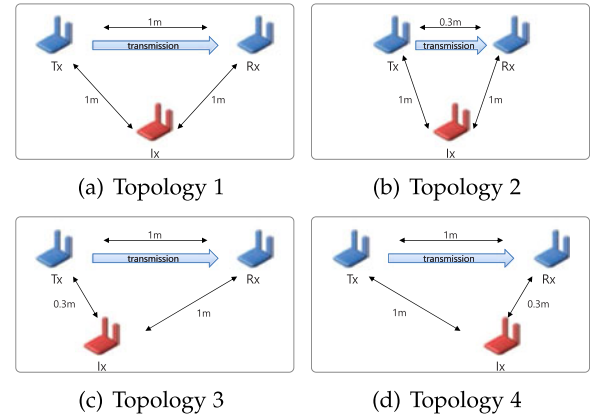 1m
transmission
Tx
Rx
1m
1m
Ix
(a) Topology 1
0.3m
transmission
Tx
Rx
1m
1m
Ix
(b) Topology 2
1m
transmission
Tx
Rx
0.3m
1m
Ix
(c) Topology 3
1m
transmission
Tx
Rx
1m
0.3m
Ix
(d) Topology 4